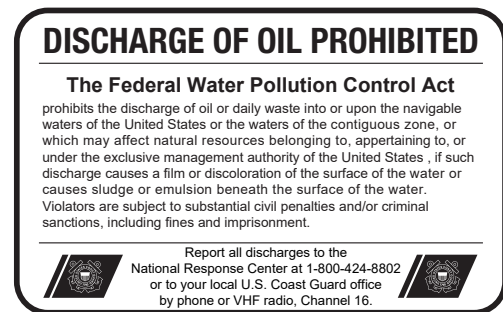 DISCHARGE OF OIL PROHIBITED
The Federal Water Pollution Control Act
prohibits the discharge of oil or daily waste into or upon the navigable
waters of the United States or the waters of the contiguous zone, or
which may affect natural resources belonging to, appertaining to, or
under the exclusive management authority of the United States , if such
discharge causes a film or discoloration of the surface of the water or
causes sludge or emulsion beneath the surface of the water.
Violators are subject to substantial civil penalties and/or criminal
sanctions, including fines and imprisonment.
Report all discharges to the
National Response Center at 1-800-424-8802
or to your local U.S. Coast Guard office
by phone or VHF radio, Channel 16.